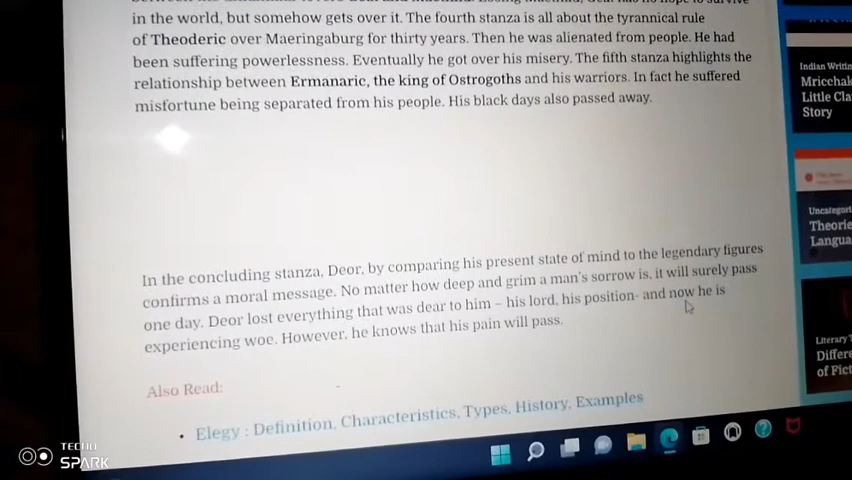 in the world, but somehow gets over it. The fourth stanza is all about the tyrannical rule
of Theoderic over Maeringaburg for thirty years. Then he was alienated from people. He had
been suffering powerlessness. Eventually he got over his misery. The fifth stanza highlights the
relationship between Ermanaric, the king of Ostrogoths and his warriors. In fact he suffered
misfortune being separated from his people. His black days also passed away.
In the concluding stanza, Deor, by comparing his present state of mind to the legendary figures
confirms a moral message. No matter how deep and grim a man's sorrow is, it will surely pass
one day. Deor lost everything that was dear to him – his lord, his position- and now he is
experiencing woe. However, he knows that his pain will pass.
Also Read:
• Elegy : Definition, Characteristics, Types, History, Examples
Indian Writin
Mricchak
Little Cla
Story
Uncategori
Theorie
Langua
Literary T
Differe
of Fict
TECNO
SPARK